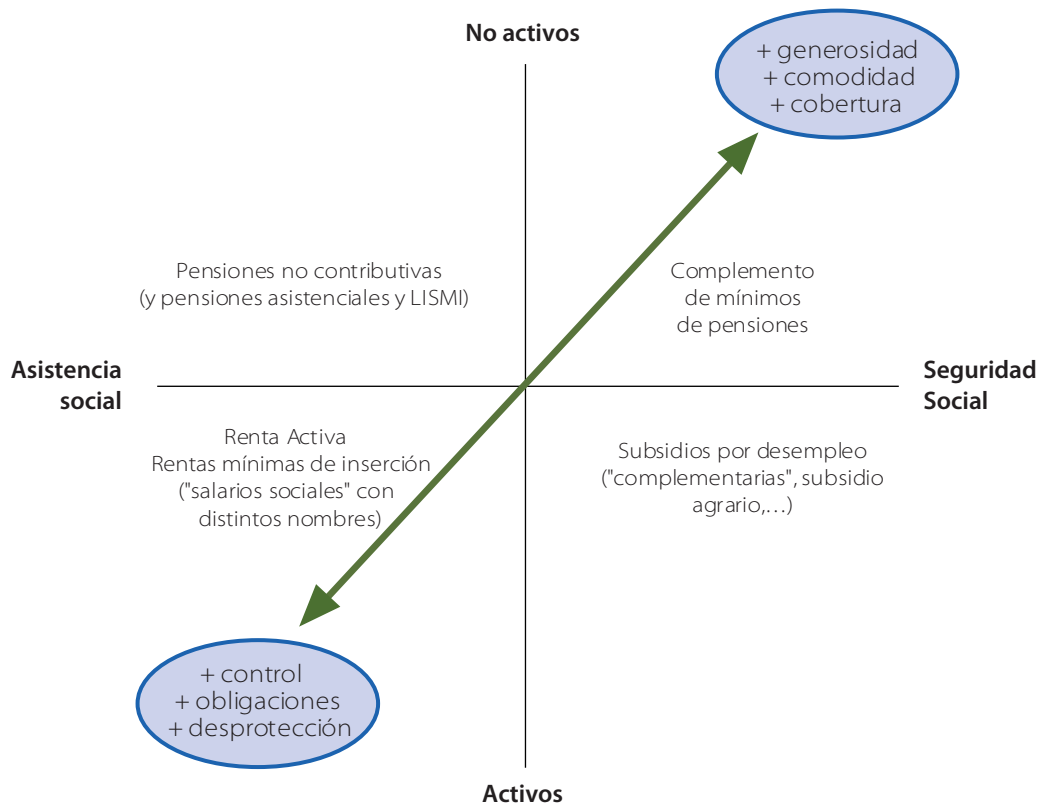 No activos
+ generosidad
+ comodidad
+ cobertura
Pensiones no contributivas
(y pensiones asistenciales y LISMI)
Complemento
de mínimos
de pensiones
Asistencia
social
Seguridad
Social
Renta Activa
Rentas mínimas de inserción
("salarios sociales" con
distintos nombres)
Subsidios por desempleo
("complementarias", subsidio
agrario,...)
+ control
+ obligaciones
+ desprotección
Activos